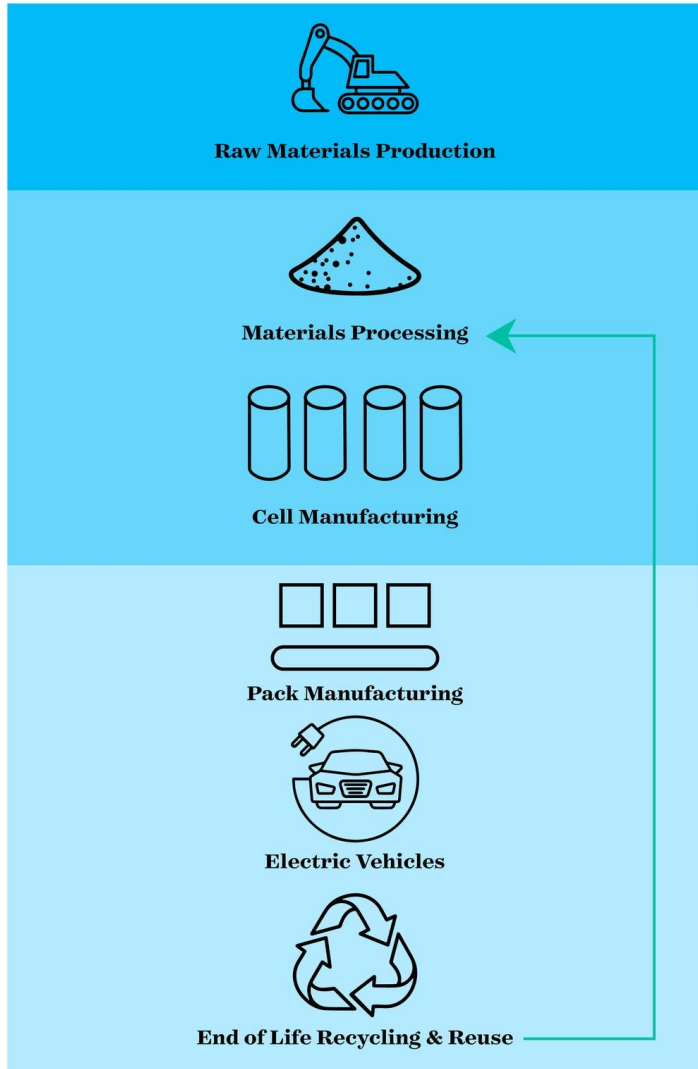 Raw Materials Production
Materials Processing
Cell Manufacturing
Pack Manufacturing
Electric Vehicles
End of Life Recycling & Reuse